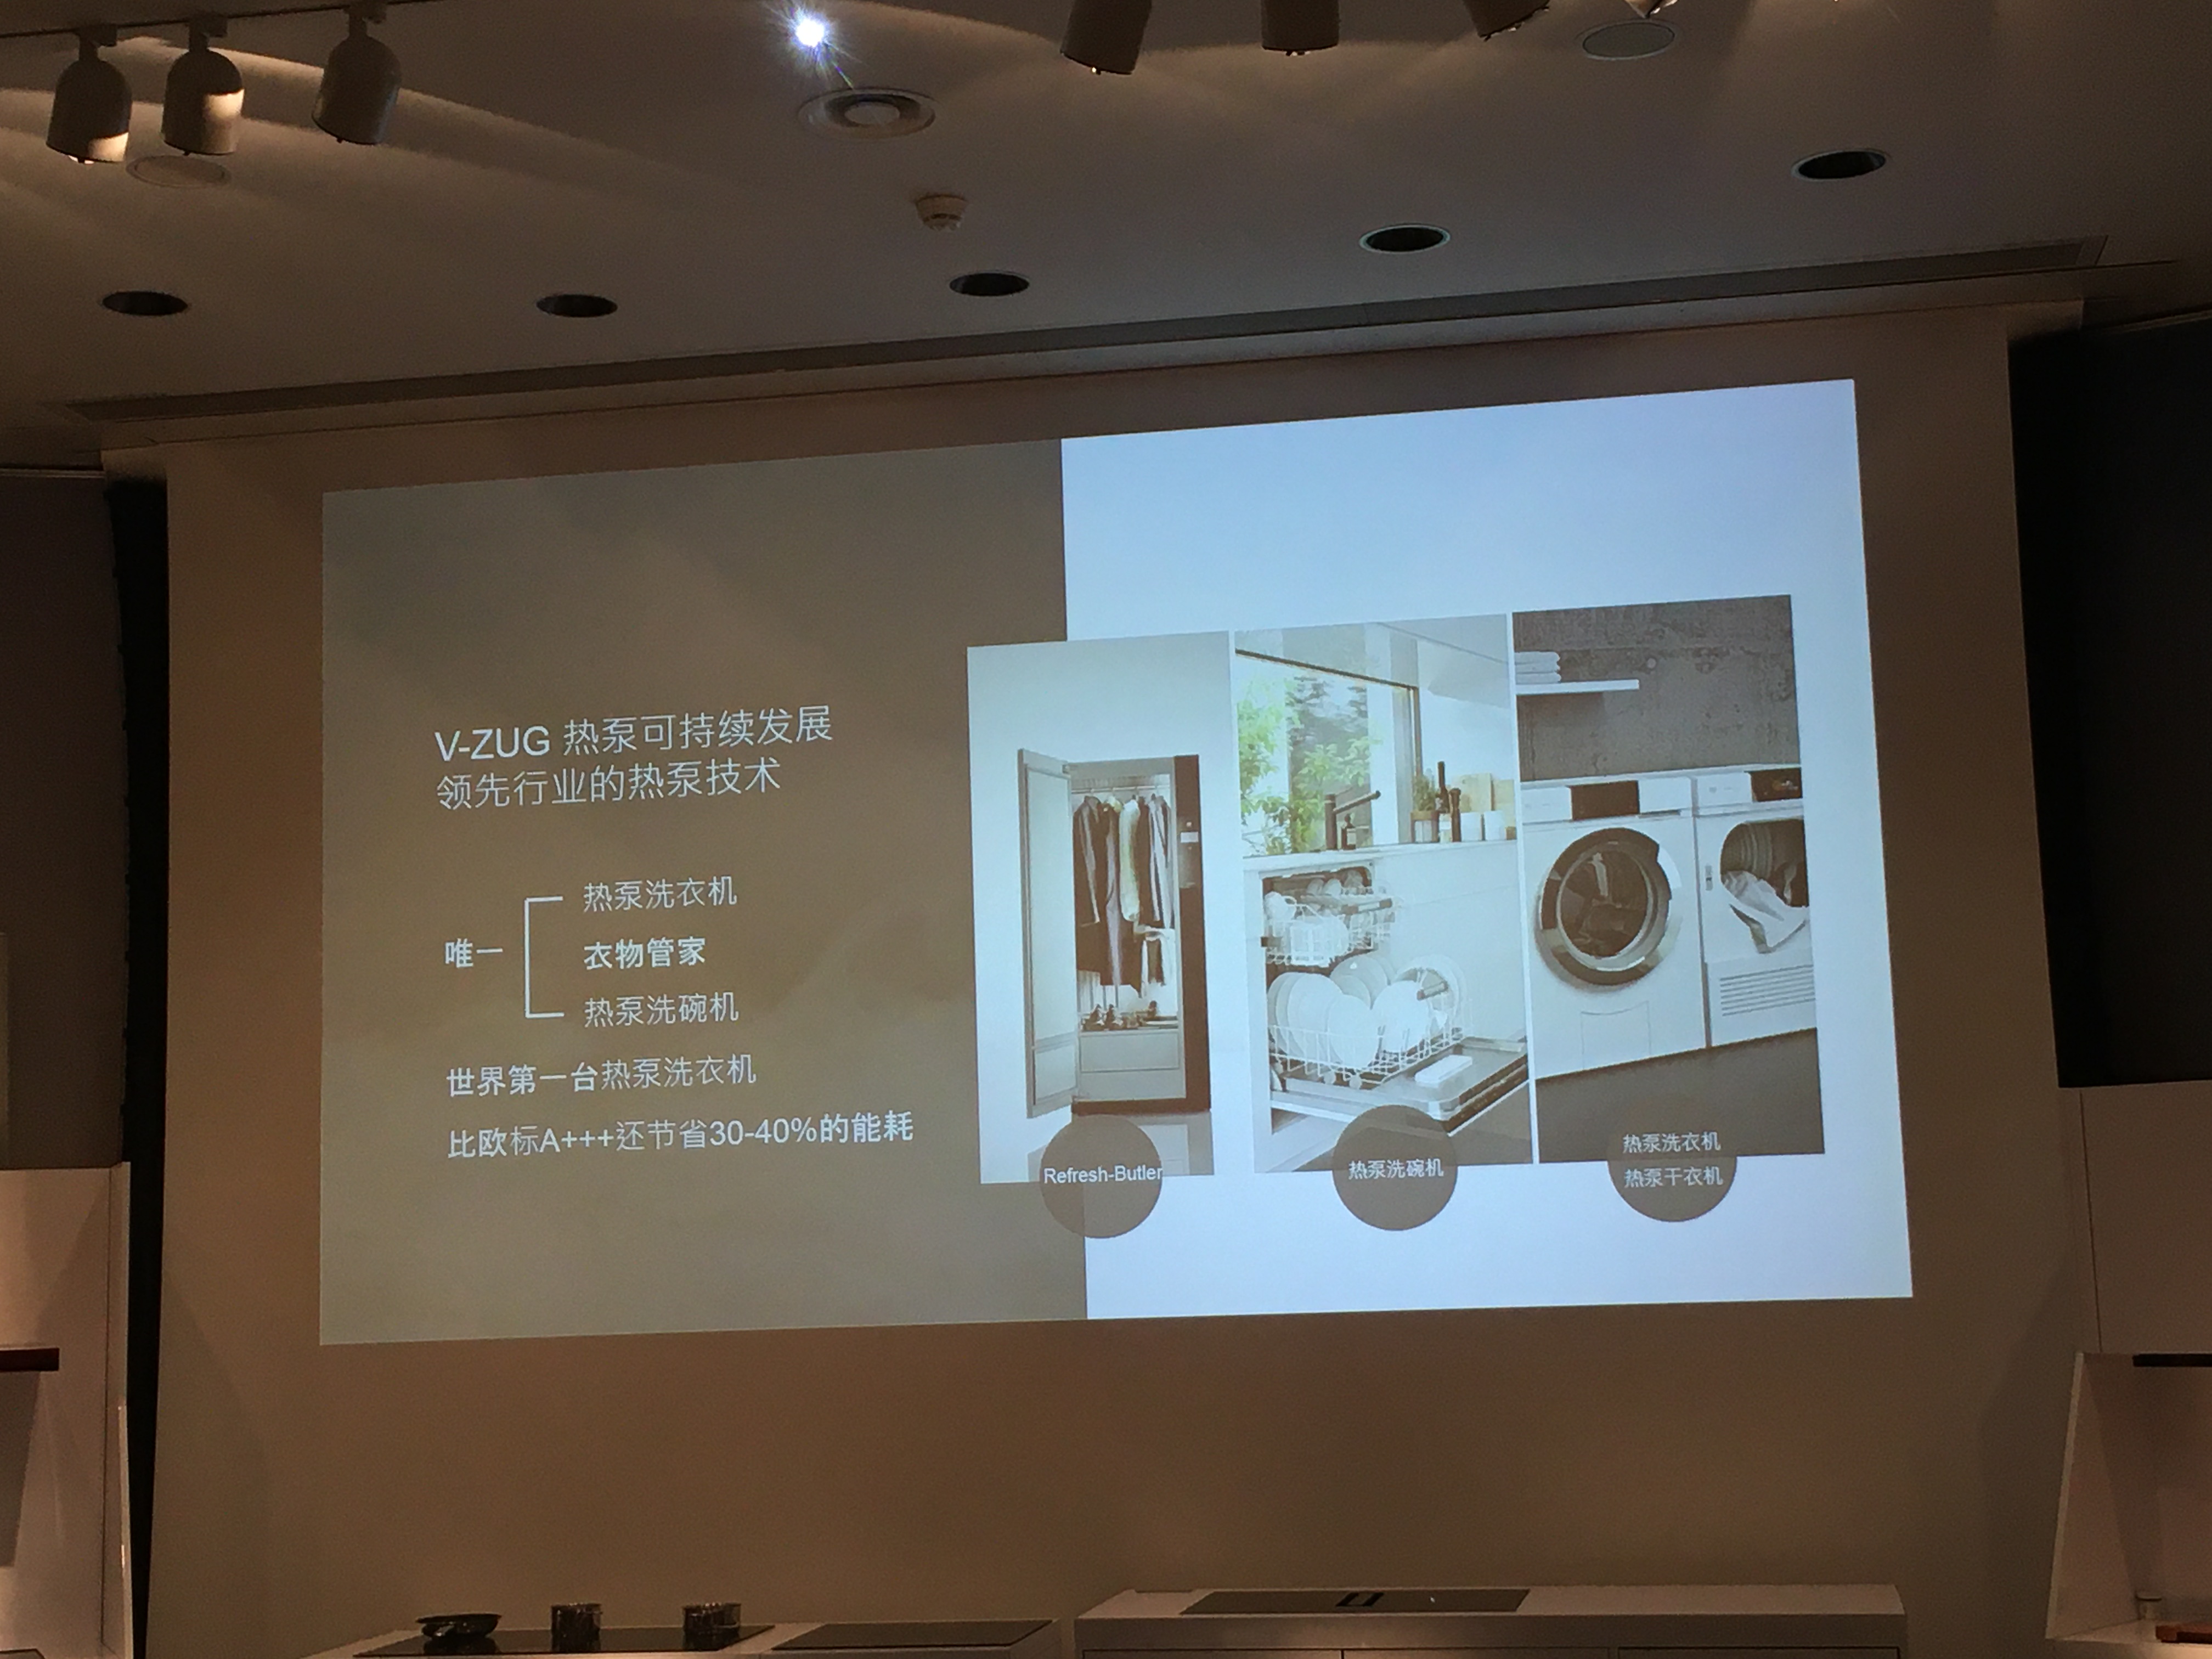 V-ZUG 热泵可持续发展
领先行业的热泵技术
唯一
热泵洗衣机
衣物管家
热泵洗碗机
世界第一台热泵洗衣机
比欧标A+++还节省30-40%的能耗
Refresh-Butler
热泵洗碗机
热泵洗衣机
热泵干衣机